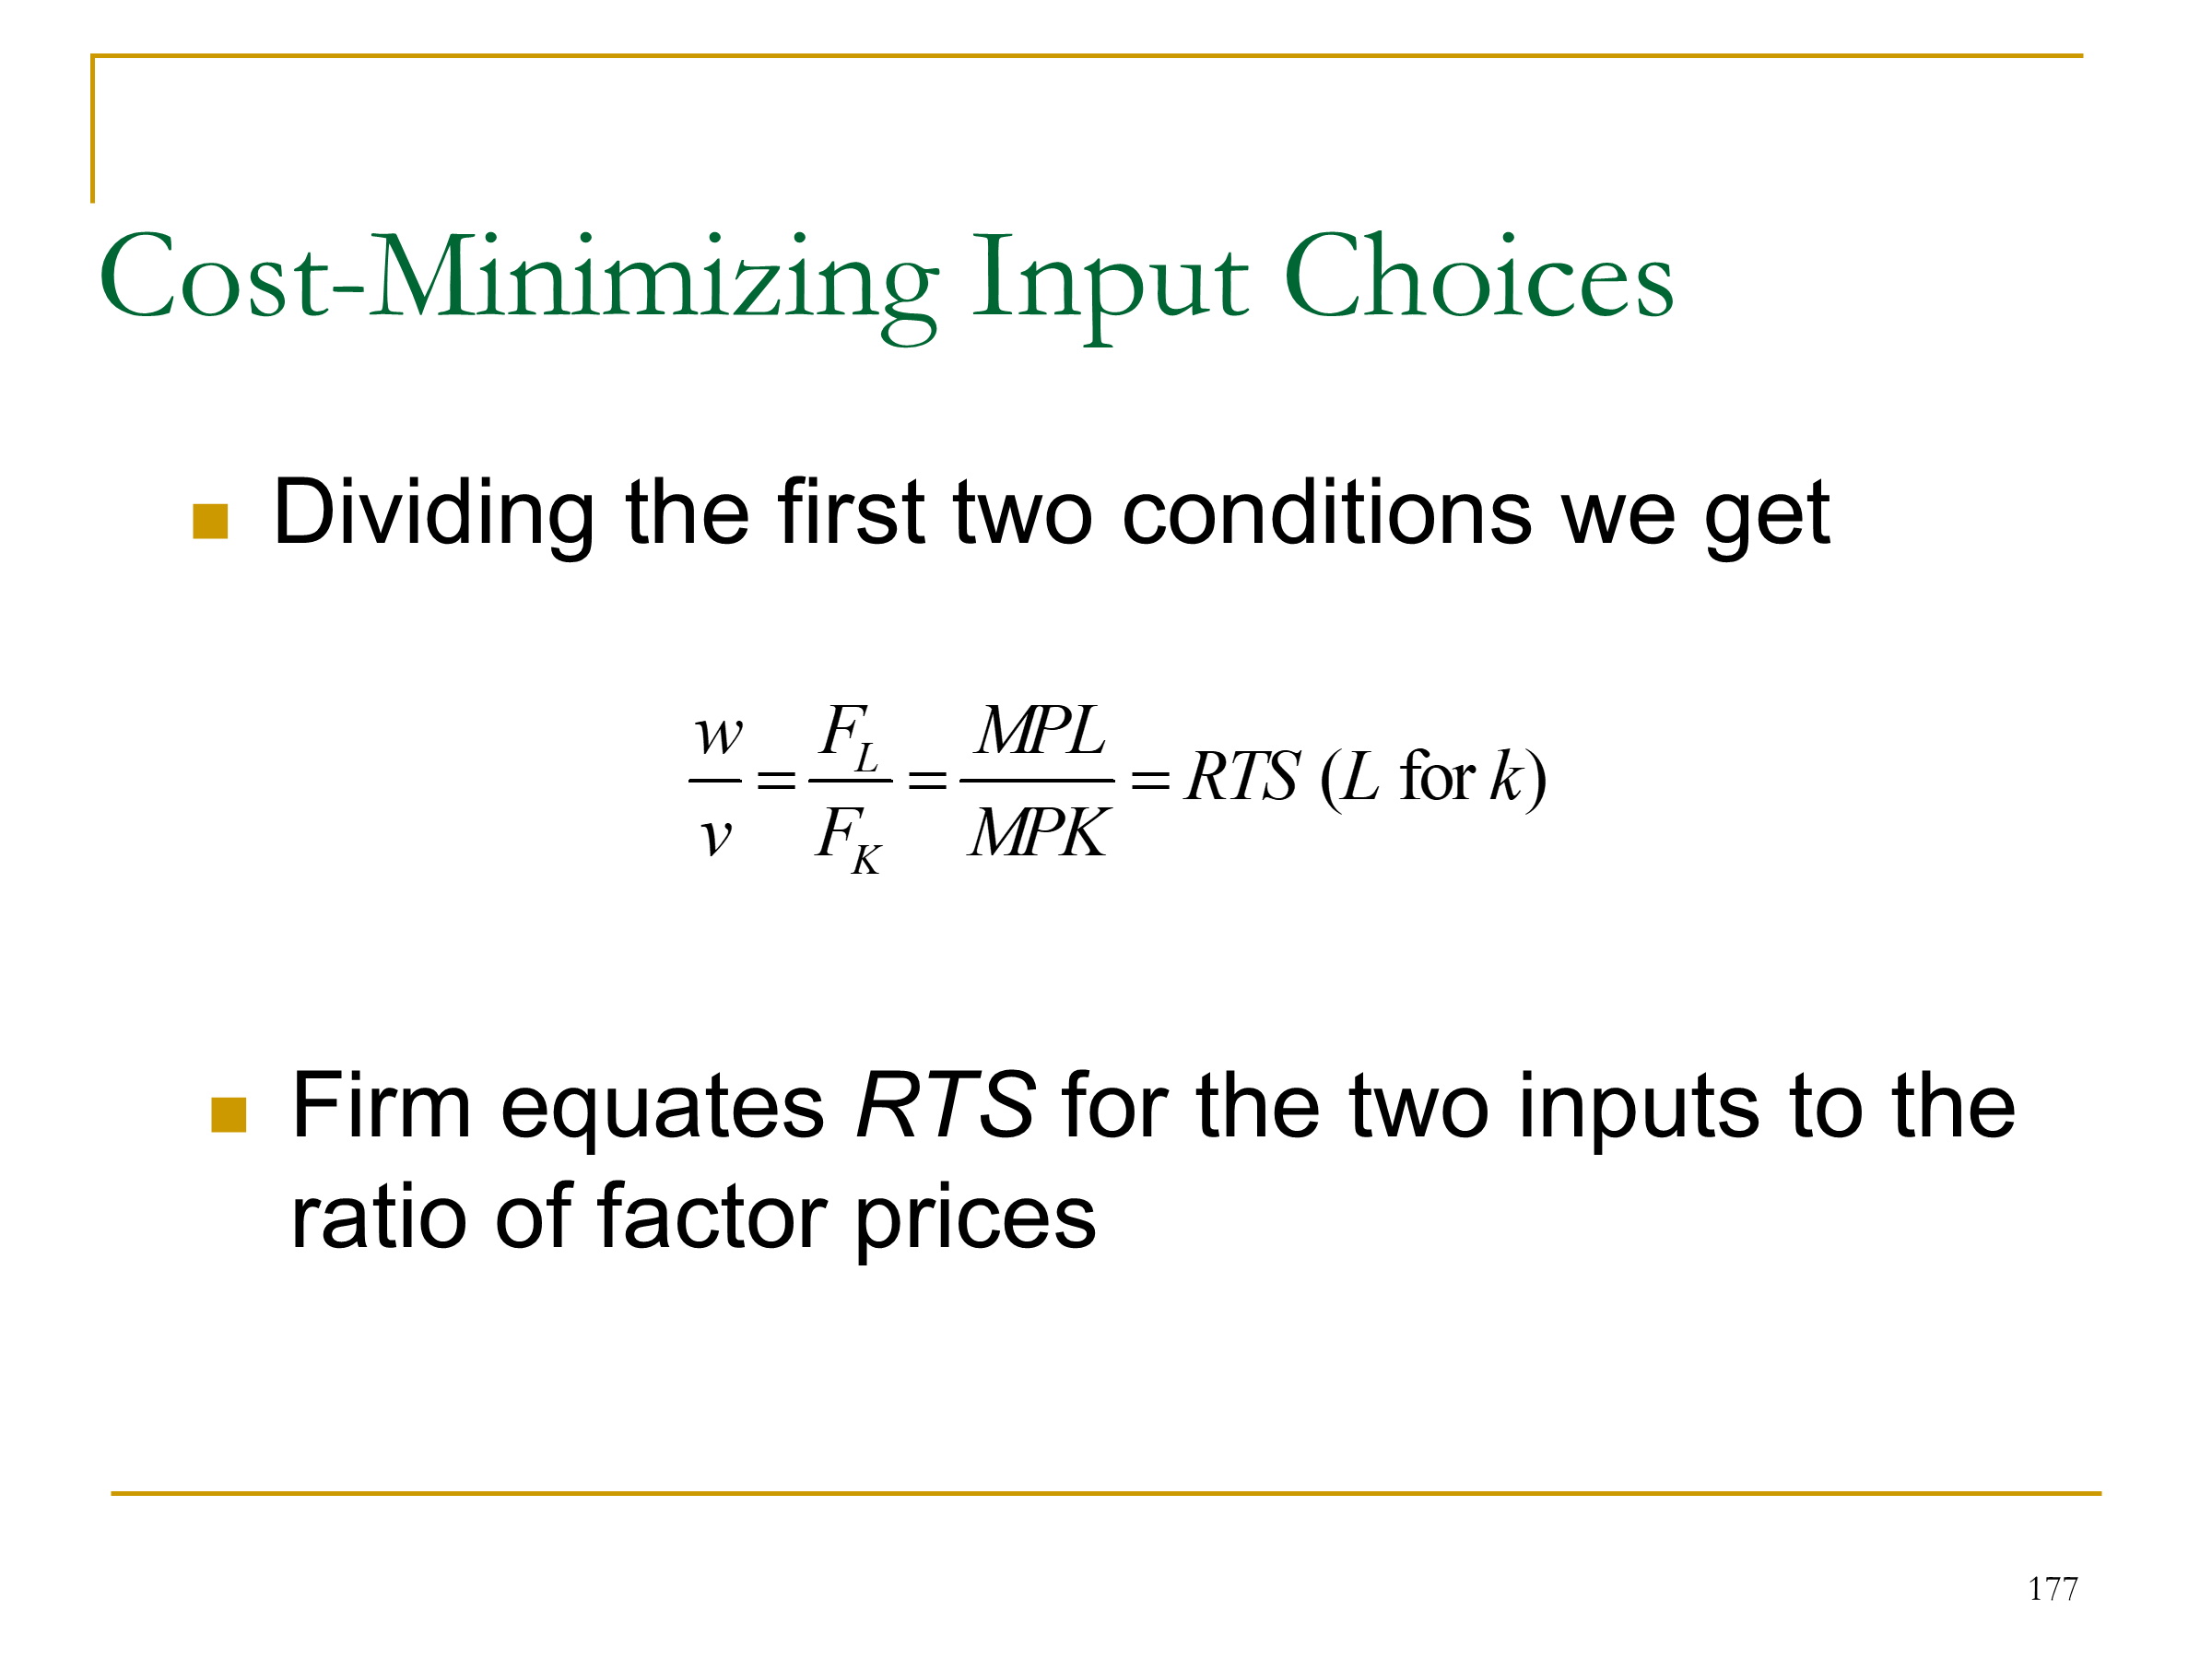 Cost-Minimizing Input Choices
■ Dividing the first two conditions we get
w/v = F_L/F_K = MPL/MPK = RTS (L for k)
■ Firm equates RTS for the two inputs to the
ratio of factor prices
177